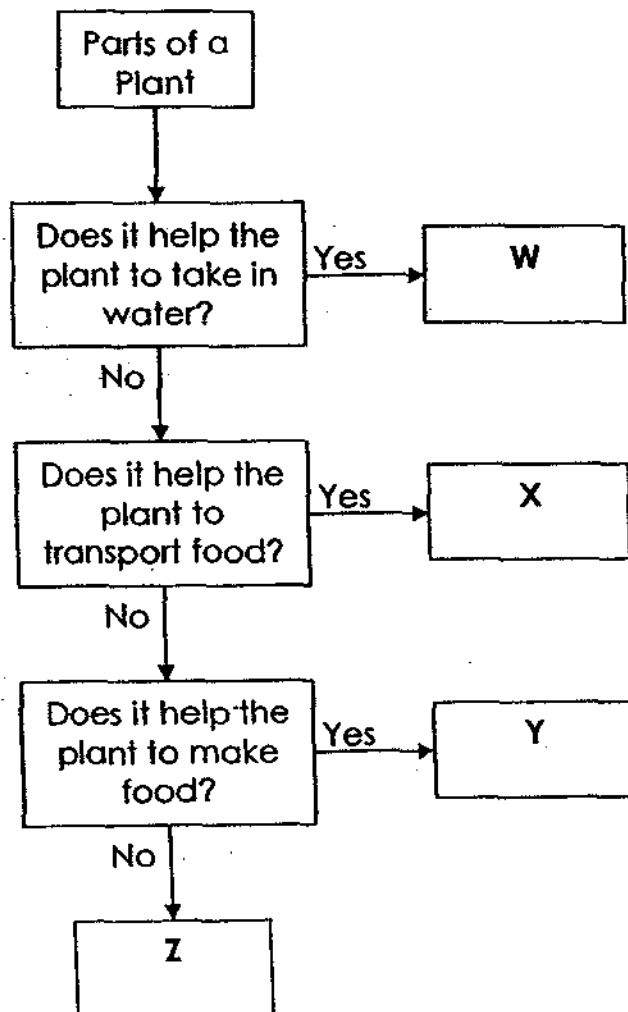 Parts of a
Plant
Does it help the
plant to take in
water?
Yes
W
No
Does it help the
plant to
transport food?
Yes
X
No
Does it help the
plant to make
food?
Yes
Y
No
Z